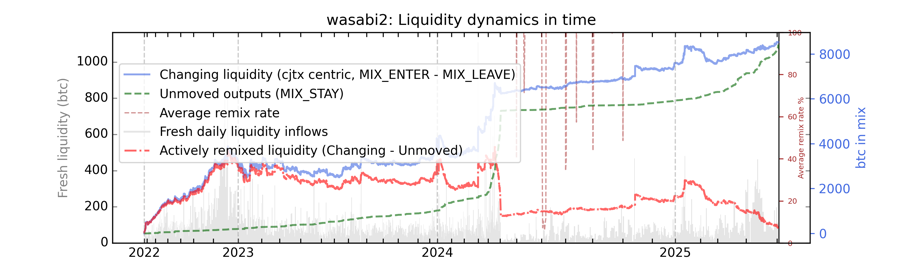 wasabi2: Liquidity dynamics in time
Fresh liquidity (btc)
1000
800
600
400
200
0
Changing liquidity (cjtx centric, MIX_ENTER - MIX_LEAVE)
Unmoved outputs (MIX_STAY)
Average remix rate
Fresh daily liquidity inflows
Actively remixed liquidity (Changing - Unmoved)
100
80
60
40
20
0
Average remix rate %
8000
6000
4000
2000
0
btc in mix
2022 2023 2024 2025